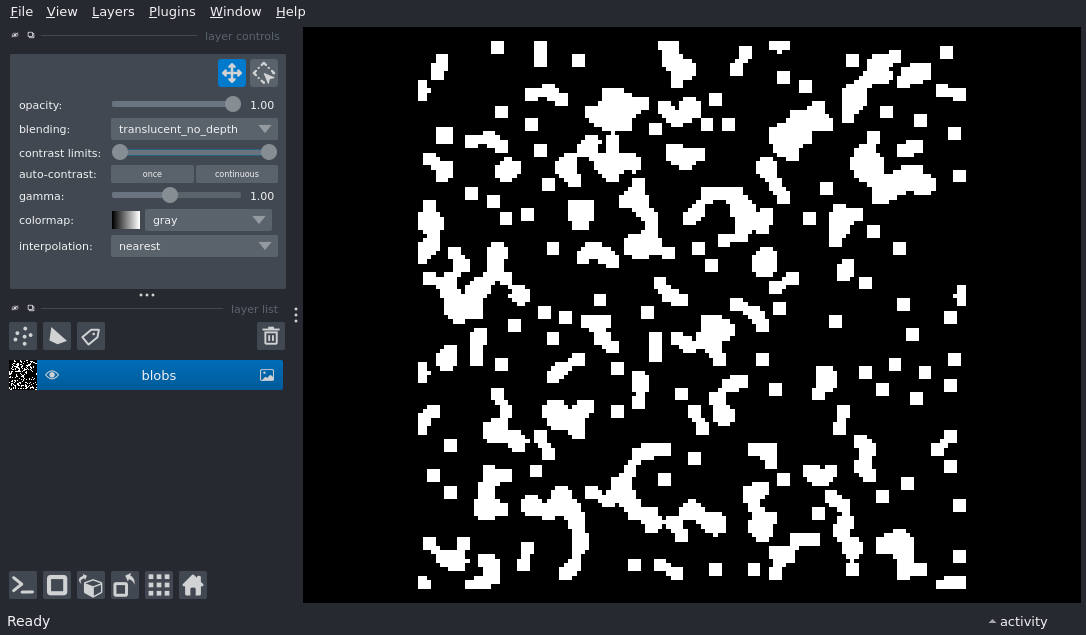 File View Layers Plugins Window Help
layer controls
opacity: 1.00
blending: translucent_no_depth
contrast limits:
auto-contrast: once continuous
gamma: 1.00
colormap: gray
interpolation: nearest
layer list
blobs
Ready
activity